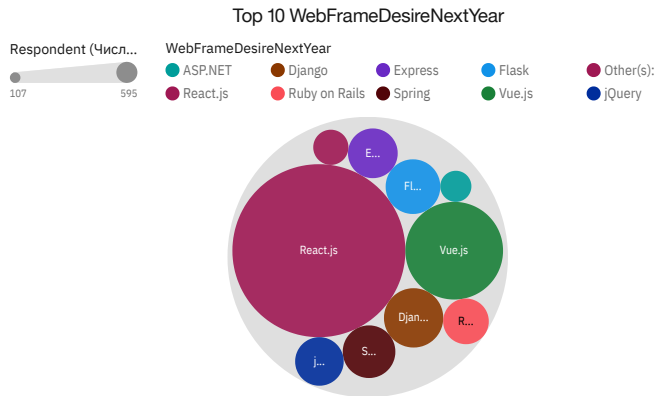 Top 10 WebFrameDesireNextYear
Respondent (Числ...
107
595
WebFrameDesireNextYear
ASP.NET
Django
Express
Flask
Other(s):
React.js
Ruby on Rails
Spring
Vue.js
jQuery
E...
Fl...
React.js
Vue.js
Djan...
R...
S...
j...